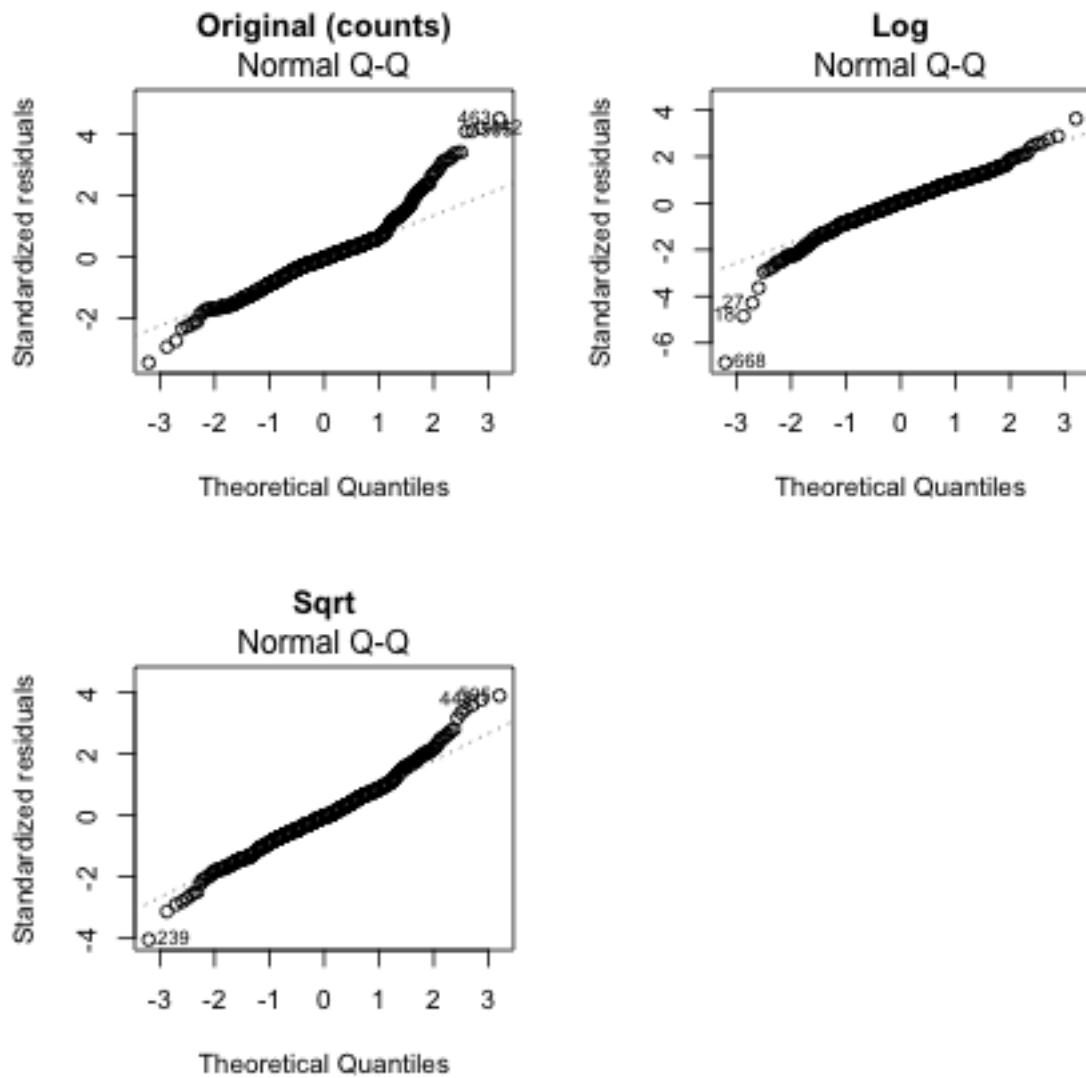 Original (counts)
Normal Q-Q
Standardized residuals
4
2
0
-2
463
-3 -2 -1 0 1 2 3
Theoretical Quantiles
Log
Normal Q-Q
Standardized residuals
4
2
0
-2
-4
-6
27
18
668
-3 -2 -1 0 1 2 3
Theoretical Quantiles
Sqrt
Normal Q-Q
Standardized residuals
4
2
0
-2
-4
239
-3 -2 -1 0 1 2 3
Theoretical Quantiles